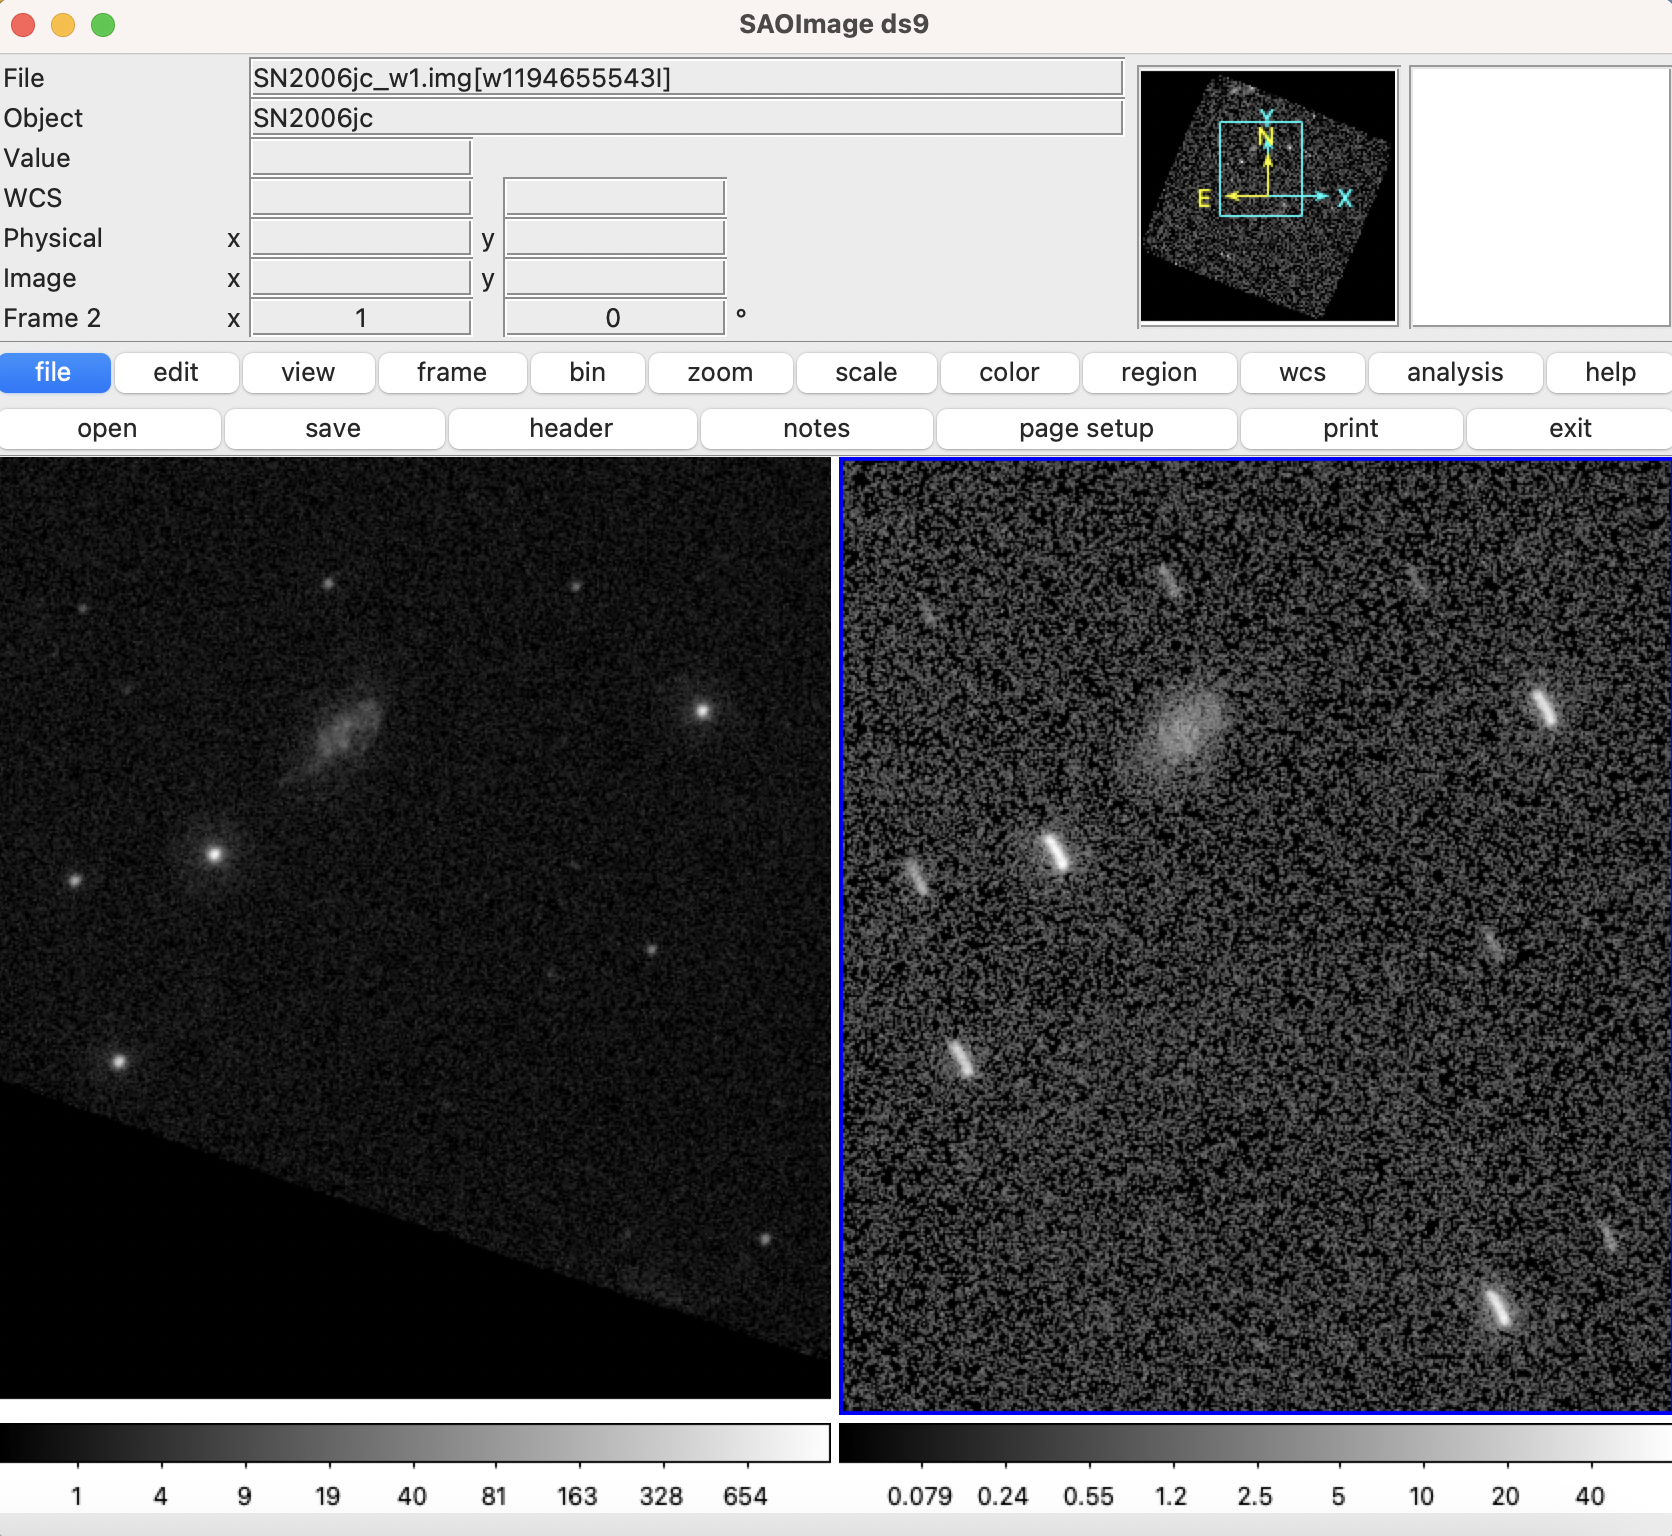 SAOImage ds9
File SN2006jc_w1.img[w1194655543I]
Object SN2006jc
Value
WCS
Physical x y
Image x y
Frame 2 x 1 0 °
Y
N
E X
file edit view frame bin zoom scale color region wcs analysis help
open save header notes page setup print exit
1 4 9 19 40 81 163 328 654
0.079 0.24 0.55 1.2 2.5 5 10 20 40